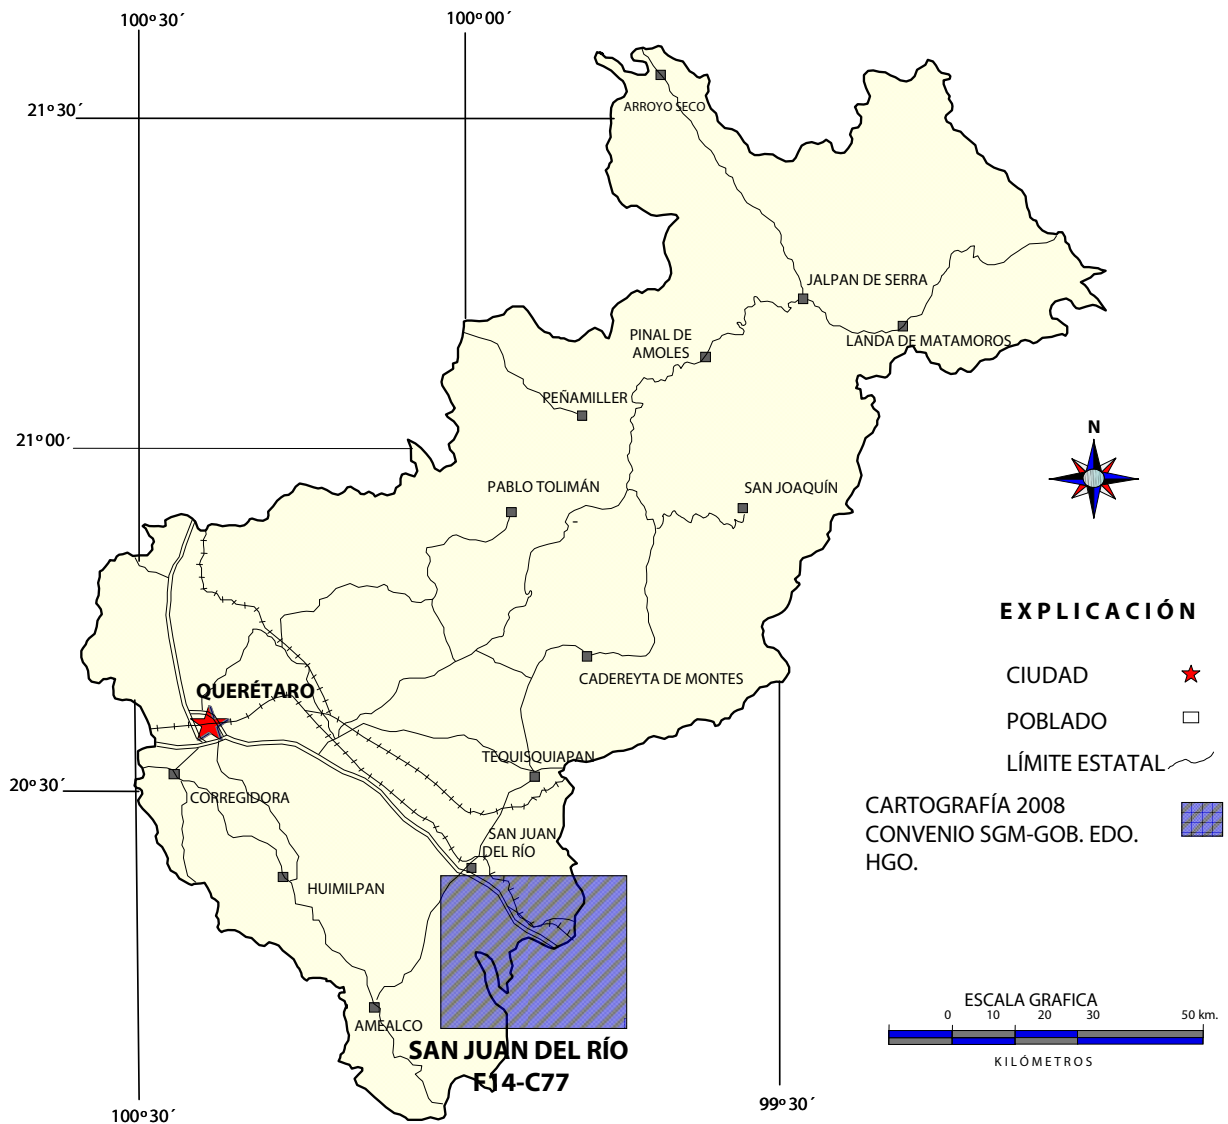 100º 30´
100º 00´
21º 30´
ARROYO SECO
JALPAN DE SERRA
PINAL DE
AMOLES
LANDA DE MATAMOROS
PEÑAMILLER
21º 00´
N
PABLO TOLIMÁN
SAN JOAQUÍN
EXPLICACIÓN
CIUDAD
CADEREYTA DE MONTES
QUERÉTARO
POBLADO
TEQUISQUIAPAN
LÍMITE ESTATAL
20º 30´
CORREGIDORA
CARTOGRAFÍA 2008
CONVENIO SGM-GOB. EDO.
HGO.
SAN JUAN
DEL RÍO
HUIMILPAN
ESCALA GRAFICA
0 10 20 30 50 km.
KILÓMETROS
AMEALCO
SAN JUAN DEL RÍO
F14-C77
100º 30´
99º 30´